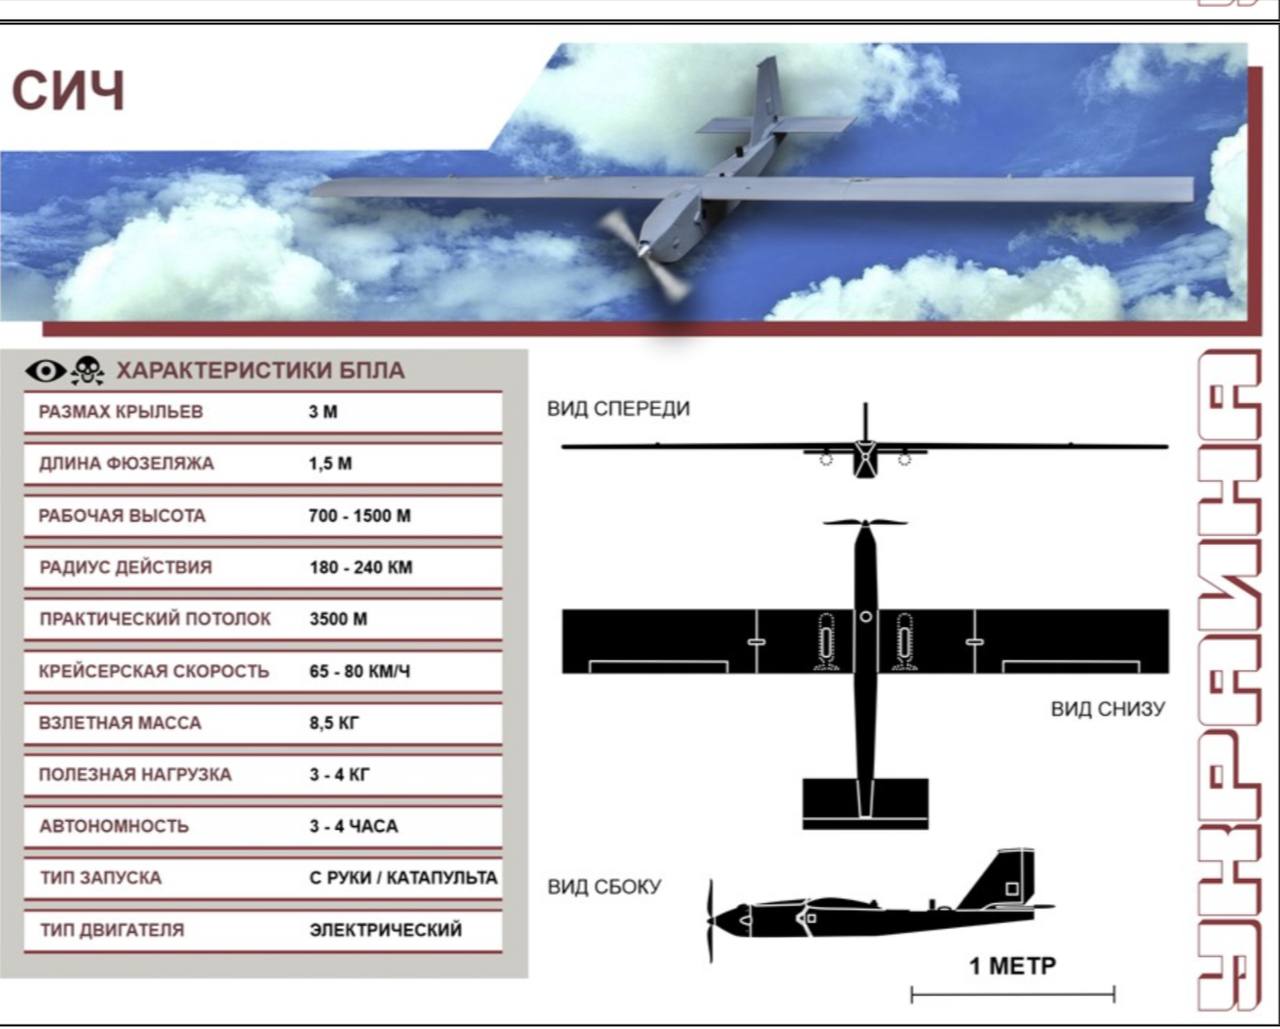 СИЧ
ХАРАКТЕРИСТИКИ БПЛА
РАЗМАХ КРЫЛЬЕВ 3 М
ДЛИНА ФЮЗЕЛЯЖА 1,5 М
РАБОЧАЯ ВЫСОТА 700 - 1500 М
РАДИУС ДЕЙСТВИЯ 180 - 240 КМ
ПРАКТИЧЕСКИЙ ПОТОЛОК 3500 М
КРЕЙСЕРСКАЯ СКОРОСТЬ 65 - 80 КМ/Ч
ВЗЛЕТНАЯ МАССА 8,5 КГ
ПОЛЕЗНАЯ НАГРУЗКА 3 - 4 КГ
АВТОНОМНОСТЬ 3 - 4 ЧАСА
ТИП ЗАПУСКА С РУКИ / КАТАПУЛЬТА
ТИП ДВИГАТЕЛЯ ЭЛЕКТРИЧЕСКИЙ
ВИД СПЕРЕДИ
ВИД СНИЗУ
ВИД СБОКУ
1 МЕТР
УКРАИНА